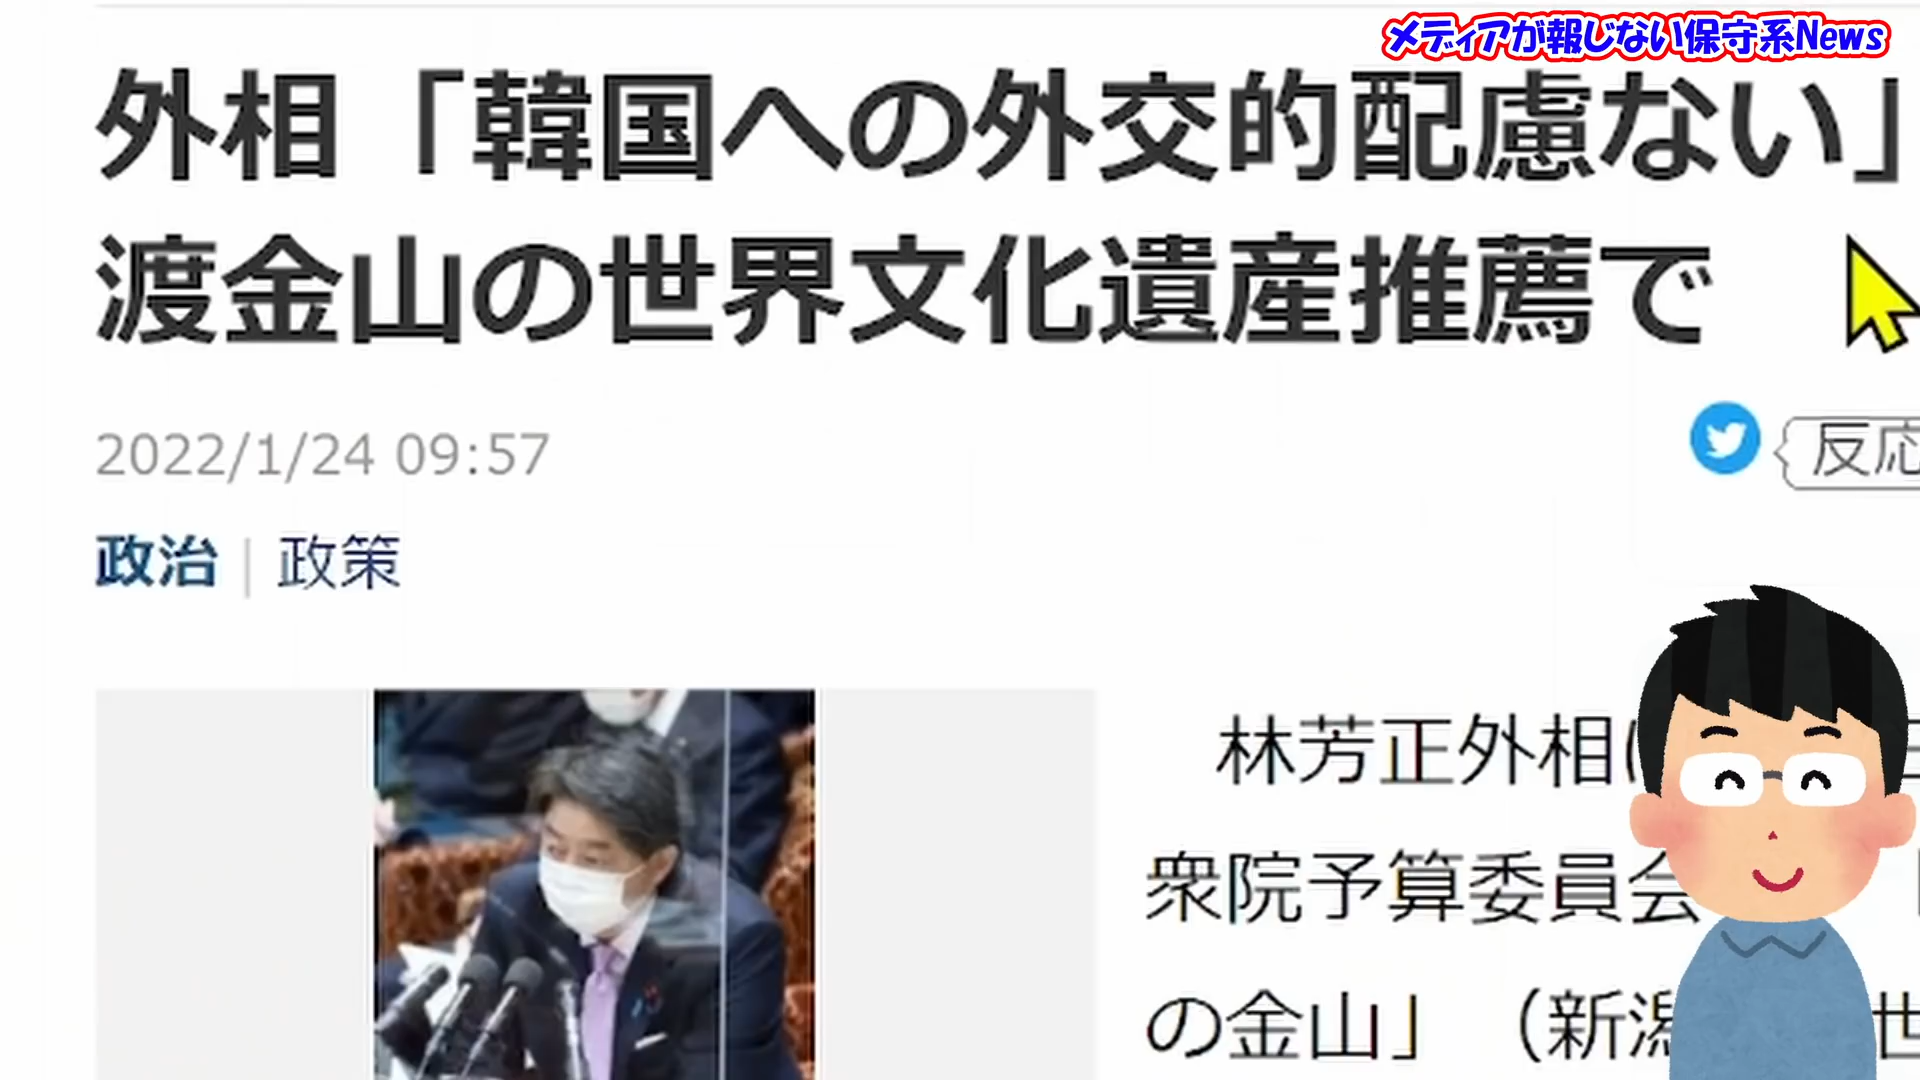 メディアが報じない保守系News
外相「韓国への外交的配慮ない」
渡金山の世界文化遺産推薦で
2022/1/24 09:57
反応
政治 | 政策
林芳正外相は
衆院予算委員会
の金山」（新潟 世